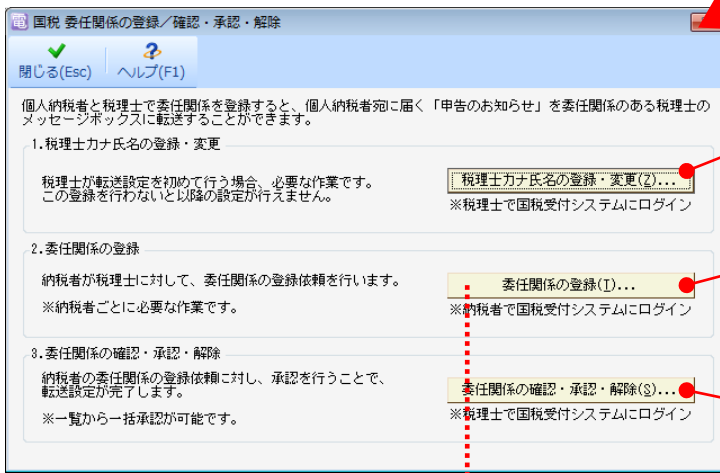 電 国税 委任関係の登録／確認・承認・解除
閉じる(Esc) ヘルプ(F1)
個人納税者と税理士で委任関係を登録すると、個人納税者宛に届く「申告のお知らせ」を委任関係のある税理士の
メッセージボックスに転送することができます。
1.税理士カナ氏名の登録・変更
税理士が転送設定を初めて行う場合、必要な作業です。
この登録を行わないと以降の設定が行えません。
税理士カナ氏名の登録・変更(Z)...
※税理士で国税受付システムにログイン
2.委任関係の登録
納税者が税理士に対して、委任関係の登録依頼を行います。
※納税者ごとに必要な作業です。
委任関係の登録(I)...
※納税者で国税受付システムにログイン
3.委任関係の確認・承認・解除
納税者の委任関係の登録依頼に対し、承認を行うことで、
転送設定が完了します。
※一覧から一括承認が可能です。
委任関係の確認・承認・解除(S)...
※税理士で国税受付システムにログイン